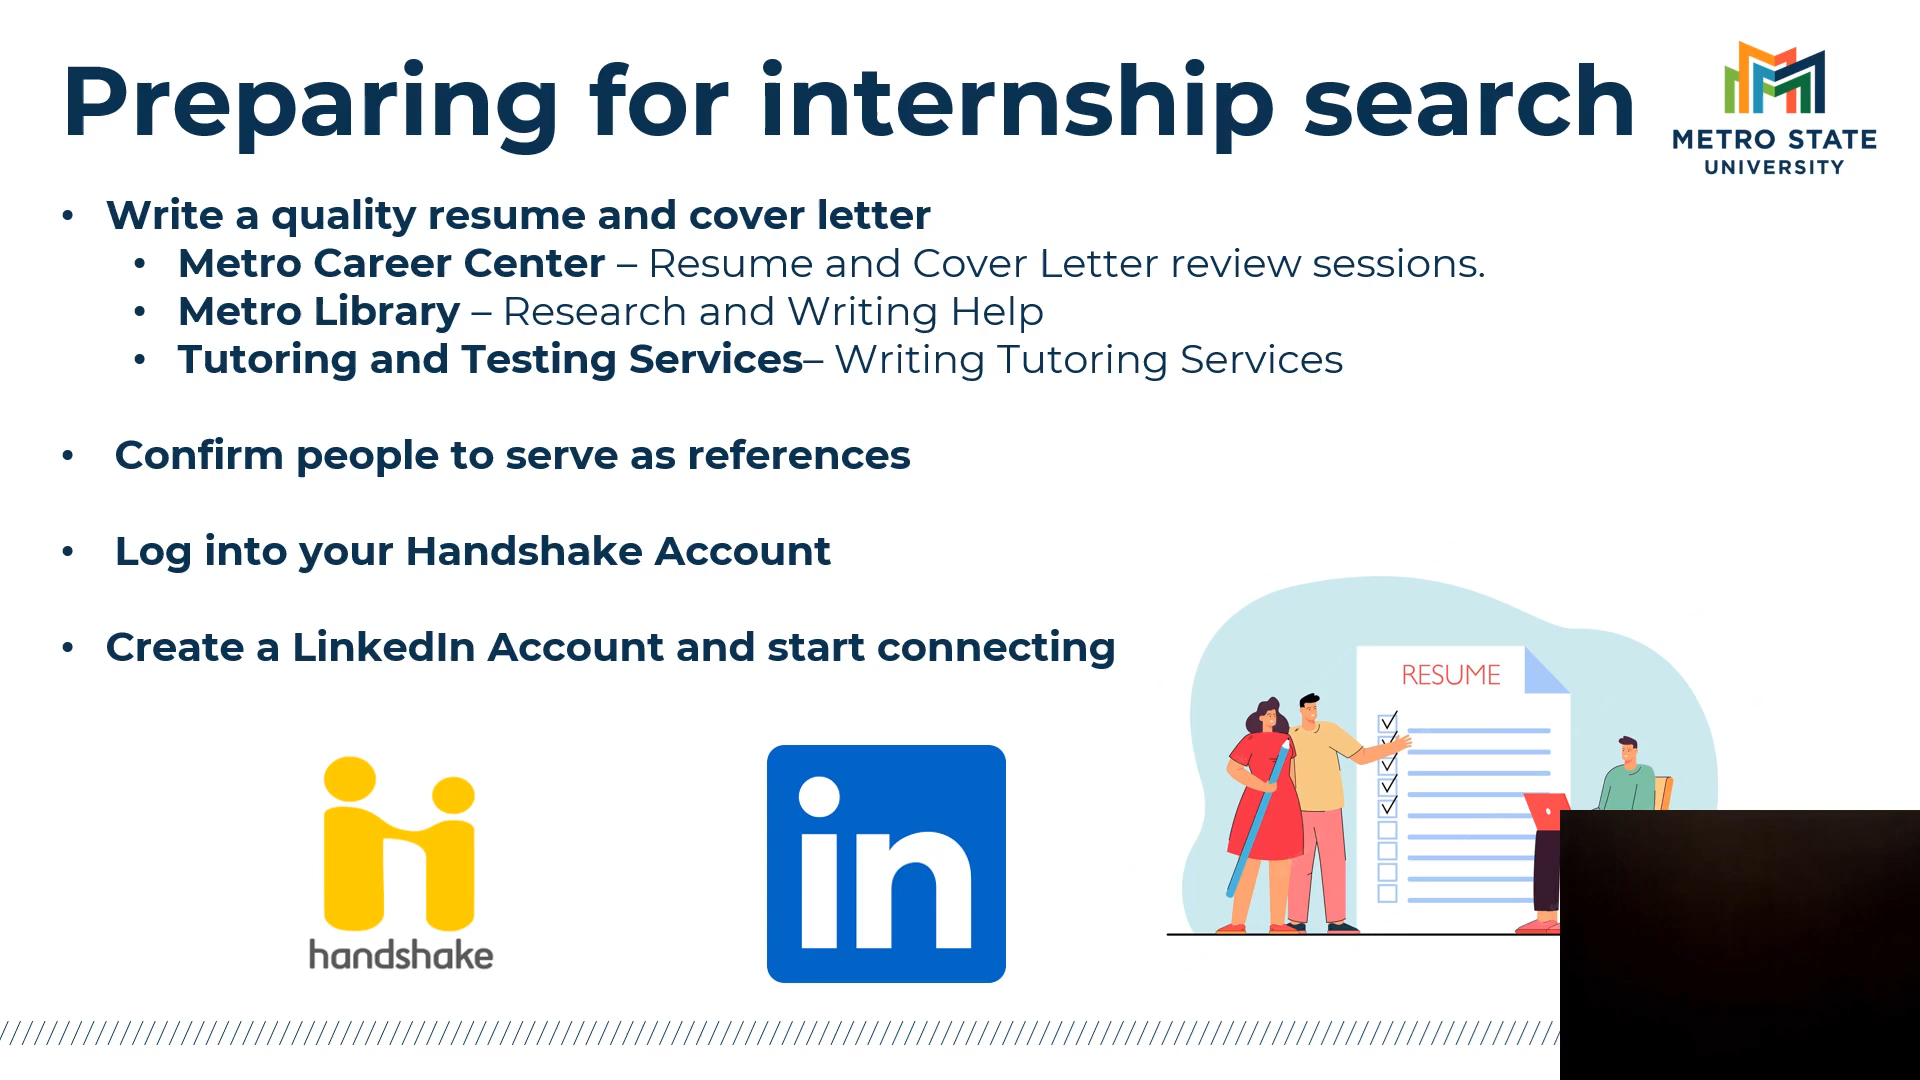 Preparing for internship search
METRO STATE
UNIVERSITY
• Write a quality resume and cover letter
• Metro Career Center – Resume and Cover Letter review sessions.
• Metro Library – Research and Writing Help
• Tutoring and Testing Services– Writing Tutoring Services
• Confirm people to serve as references
• Log into your Handshake Account
• Create a LinkedIn Account and start connecting
RESUME
handshake
in